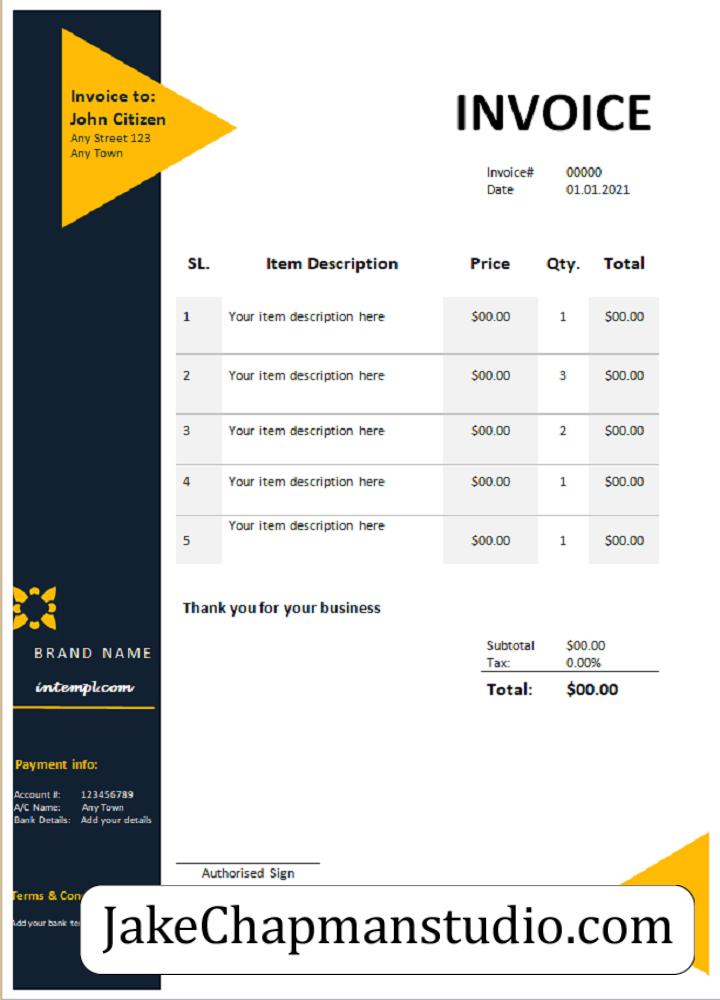 Invoice to:
John Citizen
Any Street 123
Any Town
INVOICE
Invoice# 00000
Date 01.01.2021
SL. Item Description Price Qty. Total
1 Your item description here $00.00 1 $00.00
2 Your item description here $00.00 3 $00.00
3 Your item description here $00.00 2 $00.00
4 Your item description here $00.00 1 $00.00
5 Your item description here $00.00 1 $00.00
Thank you for your business
BRAND NAME
intempl.com
Subtotal $00.00
Tax: 0.00%
Total: $00.00
Payment info:
Account #: 123456789
A/C Name: Any Town
Bank Details: Add your details
Authorised Sign
Terms & Con
Add your bank
JakeChapmanstudio.com